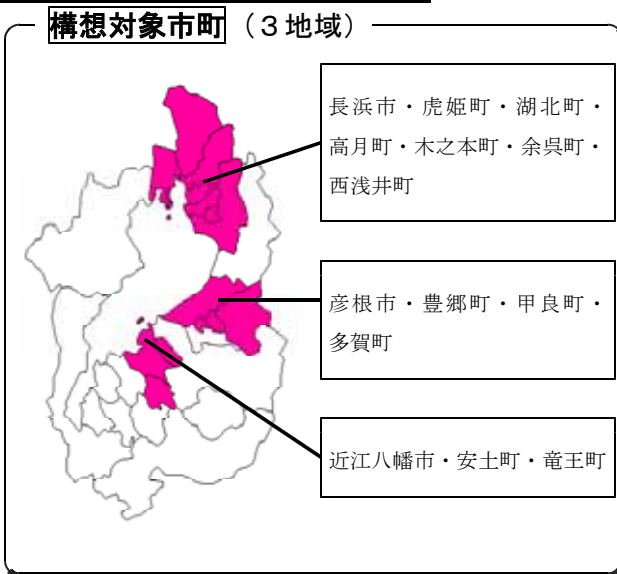 構想対象市町（３地域）
長浜市・虎姫町・湖北町・
高月町・木之本町・余呉町・
西浅井町
彦根市・豊郷町・甲良町・
多賀町
近江八幡市・安土町・竜王町